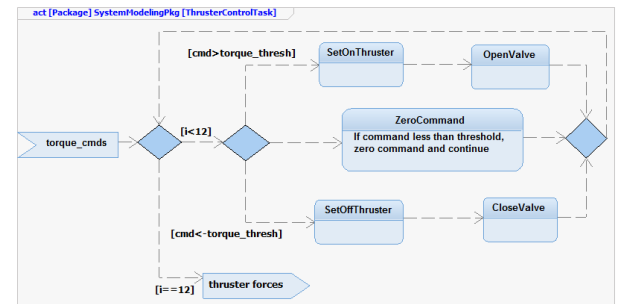 act [Package] SystemModelingPkg [ThrusterControlTask]
[cmd>torque_thresh]
SetOnThruster
OpenValve
[i<12]
torque_cmds
ZeroCommand
If command less than threshold,
zero command and continue
[cmd<-torque_thresh]
SetOffThruster
CloseValve
[i==12]
thruster forces